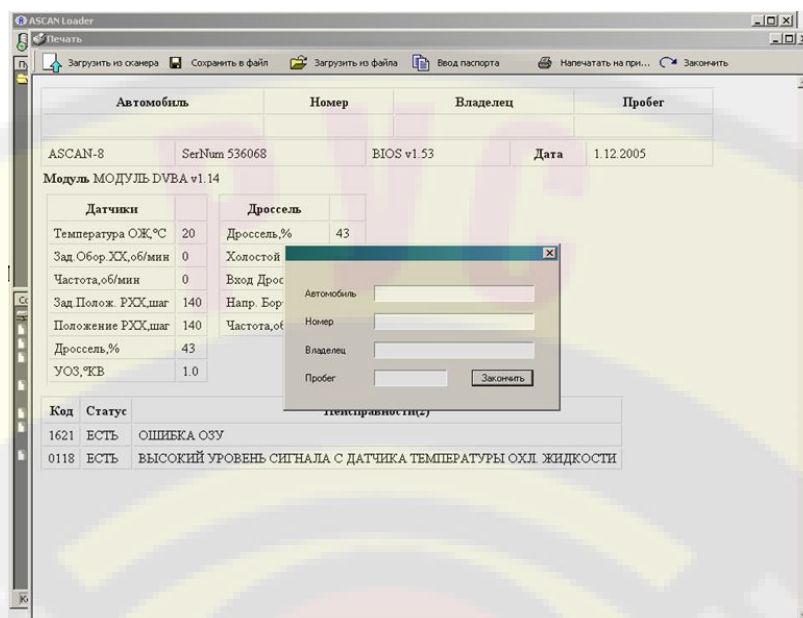 ASCAN Loader
Печать
Загрузить из сканера Сохранить в файл Загрузить из файла Ввод паспорта Напечатать на при... Закончить
Автомобиль Номер Владелец Пробег
ASCAN-8 SerNum 536068 BIOS v1.53 Дата 1.12.2005
Модуль МОДУЛЬ DVBA v1.14
Датчики Дроссель
Температура ОЖ,°С 20 Дроссель,% 43
Зад.Обор.ХХ,об/мин 0 Холостой
Частота,об/мин 0 Вход Дрос
Зад.Полож. РХХ,шаг 140 Напр. Бор
Положение РХХ,шаг 140 Частота,об
Дроссель,% 43
УОЗ,°КВ 1.0
Автомобиль
Номер
Владелец
Пробег Закончить
Код Статус Неисправности(2)
1621 ЕСТЬ ОШИБКА ОЗУ
0118 ЕСТЬ ВЫСОКИЙ УРОВЕНЬ СИГНАЛА С ДАТЧИКА ТЕМПЕРАТУРЫ ОХЛ. ЖИДКОСТИ
PVC